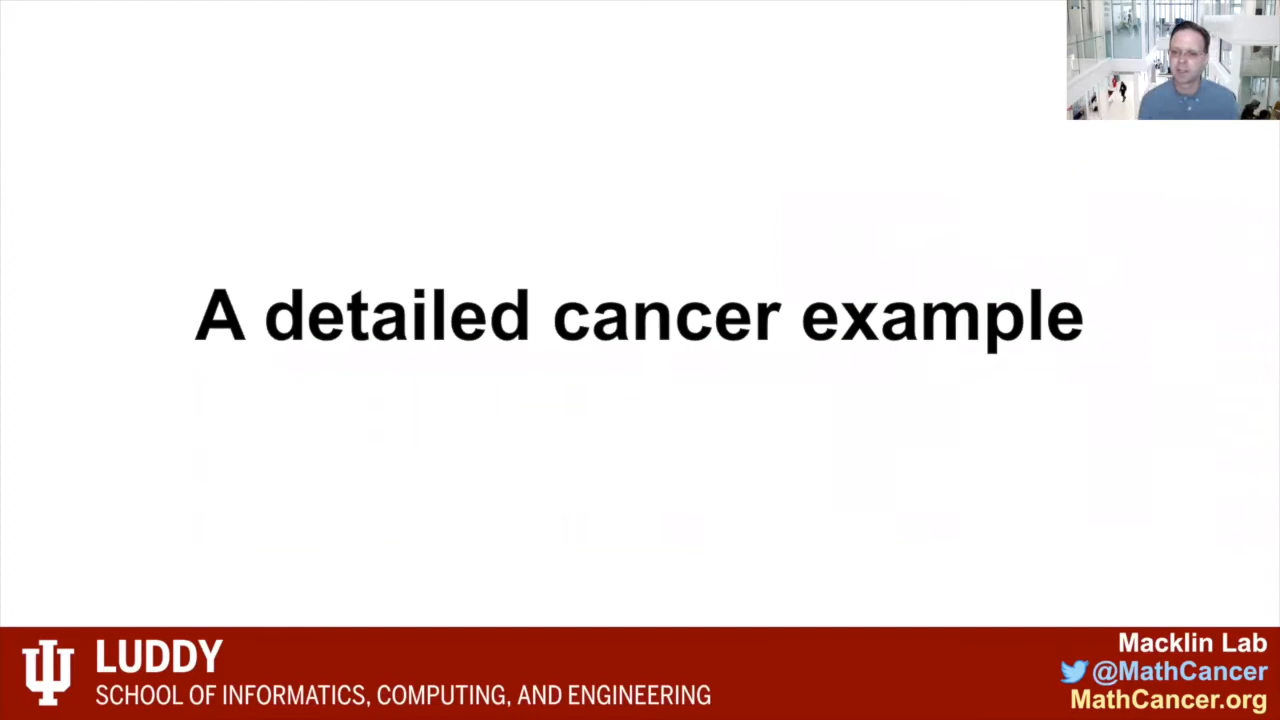 A detailed cancer example
LUDDY
SCHOOL OF INFORMATICS, COMPUTING, AND ENGINEERING
Macklin Lab
@MathCancer
MathCancer.org